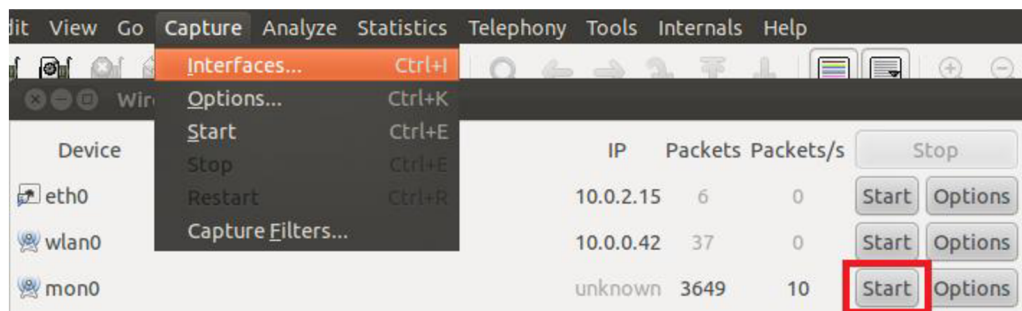 dit View Go Capture Analyze Statistics Telephony Tools Internals Help
Interfaces... Ctrl+I
Wir
Options... Ctrl+K
Start Ctrl+E
Stop Ctrl+E
Restart Ctrl+R
Capture Filters...
Device IP Packets Packets/s Stop
eth0 10.0.2.15 6 0 Start Options
wlan0 10.0.0.42 37 0 Start Options
mon0 unknown 3649 10 Start Options